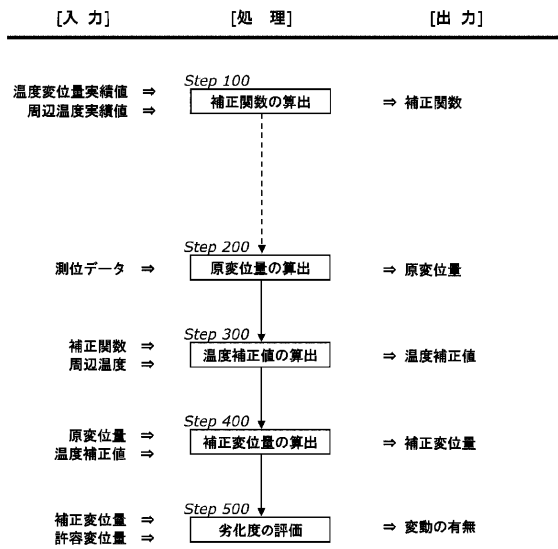 [入 力] [処 理] [出 力]
Step 100
温度変位量実績値 ⇒
周辺温度実績値 ⇒
補正関数の算出
⇒ 補正関数
Step 200
測位データ ⇒
原変位量の算出
⇒ 原変位量
Step 300
補正関数 ⇒
周辺温度 ⇒
温度補正値の算出
⇒ 温度補正値
Step 400
原変位量 ⇒
温度補正値 ⇒
補正変位量の算出
⇒ 補正変位量
Step 500
補正変位量 ⇒
許容変位量 ⇒
劣化度の評価
⇒ 変動の有無